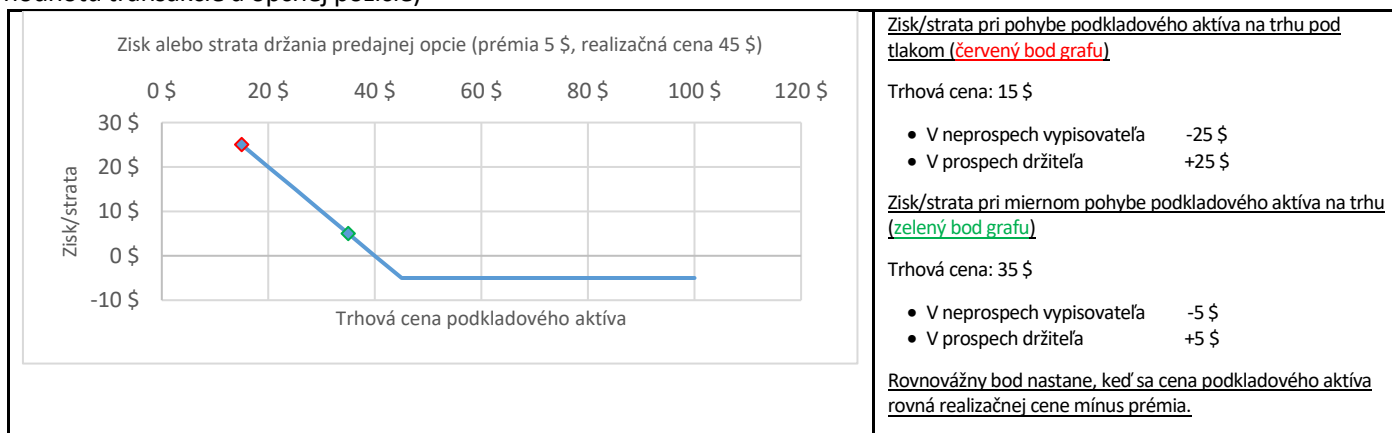 hodnota transakcie a opčnej pozície)
Zisk alebo strata držania predajnej opcie (prémia 5 $, realizačná cena 45 $)
0 $ 20 $ 40 $ 60 $ 80 $ 100 $ 120 $
30 $
20 $
10 $
0 $
-10 $
Zisk/strata
Trhová cena podkladového aktíva
Zisk/strata pri pohybe podkladového aktíva na trhu pod
tlakom (červený bod grafu)
Trhová cena: 15 $
• V neprospech vypisovateľa -25 $
• V prospech držiteľa +25 $
Zisk/strata pri miernom pohybe podkladového aktíva na trhu
(zelený bod grafu)
Trhová cena: 35 $
• V neprospech vypisovateľa -5 $
• V prospech držiteľa +5 $
Rovnovážny bod nastane, keď sa cena podkladového aktíva
rovná realizačnej cene mínus prémia.